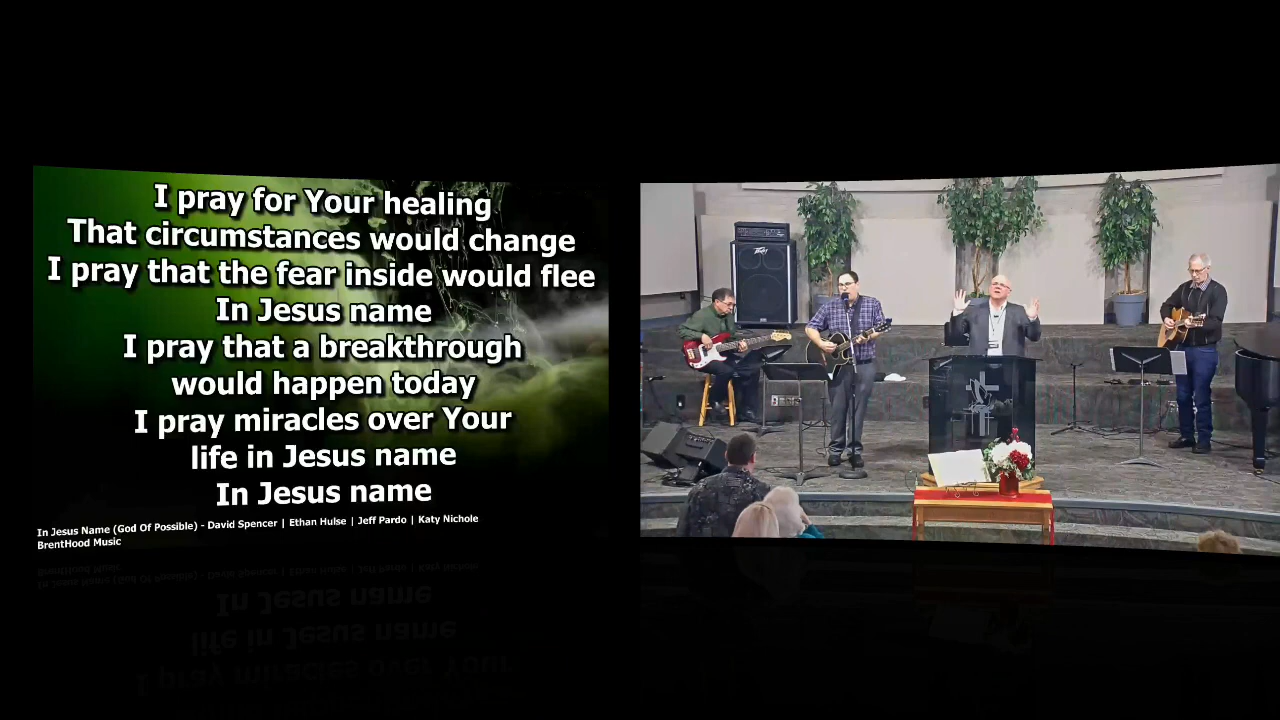 I pray for Your healing
That circumstances would change
I pray that the fear inside would flee
In Jesus name
I pray that a breakthrough
would happen today
I pray miracles over Your
life in Jesus name
In Jesus name
In Jesus Name (God Of Possible) - David Spencer | Ethan Hulse | Jeff Pardo | Katy Nichole
BrentHood Music
PEAVEY